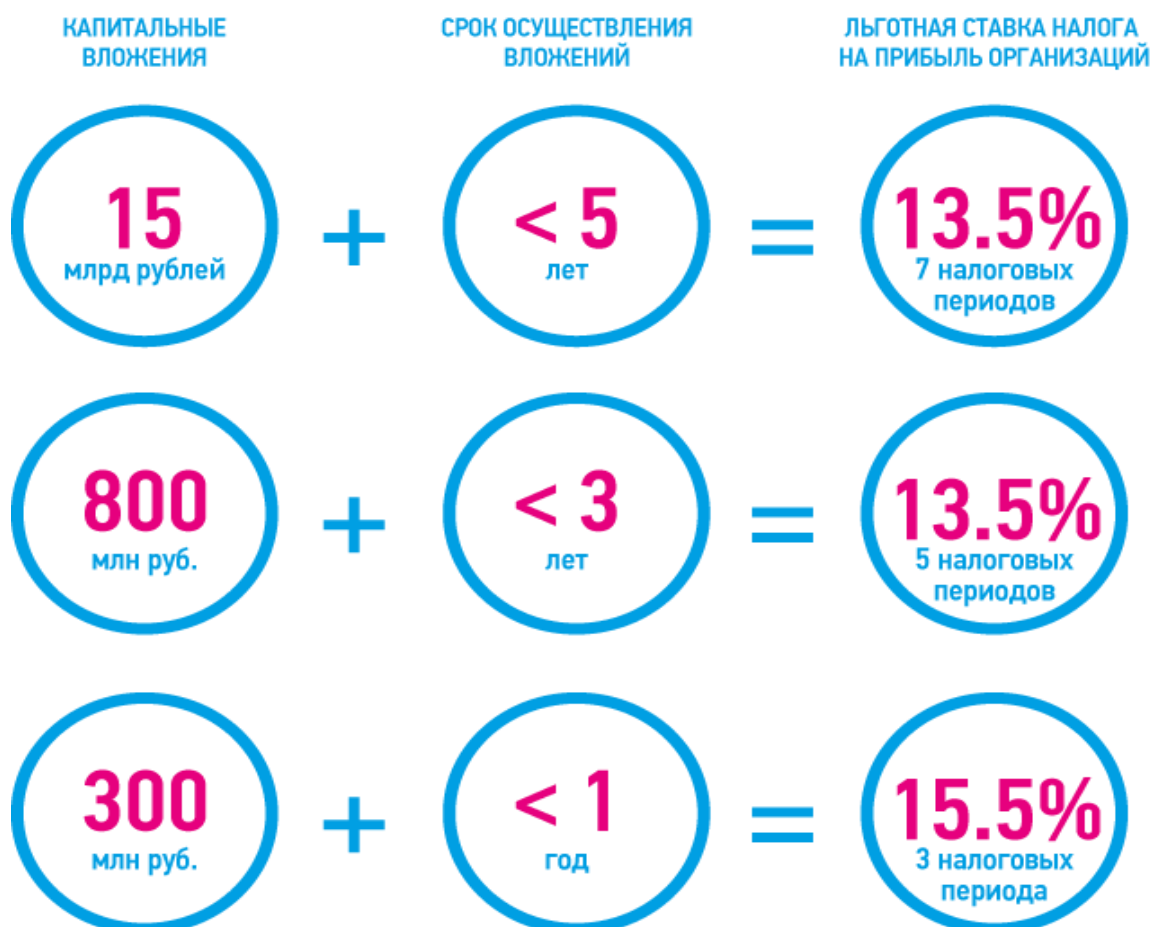 КАПИТАЛЬНЫЕ
ВЛОЖЕНИЯ
СРОК ОСУЩЕСТВЛЕНИЯ
ВЛОЖЕНИЙ
ЛЬГОТНАЯ СТАВКА НАЛОГА
НА ПРИБЫЛЬ ОРГАНИЗАЦИЙ
15
млрд рублей
+
< 5
лет
=
13.5%
7 налоговых
периодов
800
млн руб.
+
< 3
лет
=
13.5%
5 налоговых
периодов
300
млн руб.
+
< 1
год
=
15.5%
3 налоговых
периода